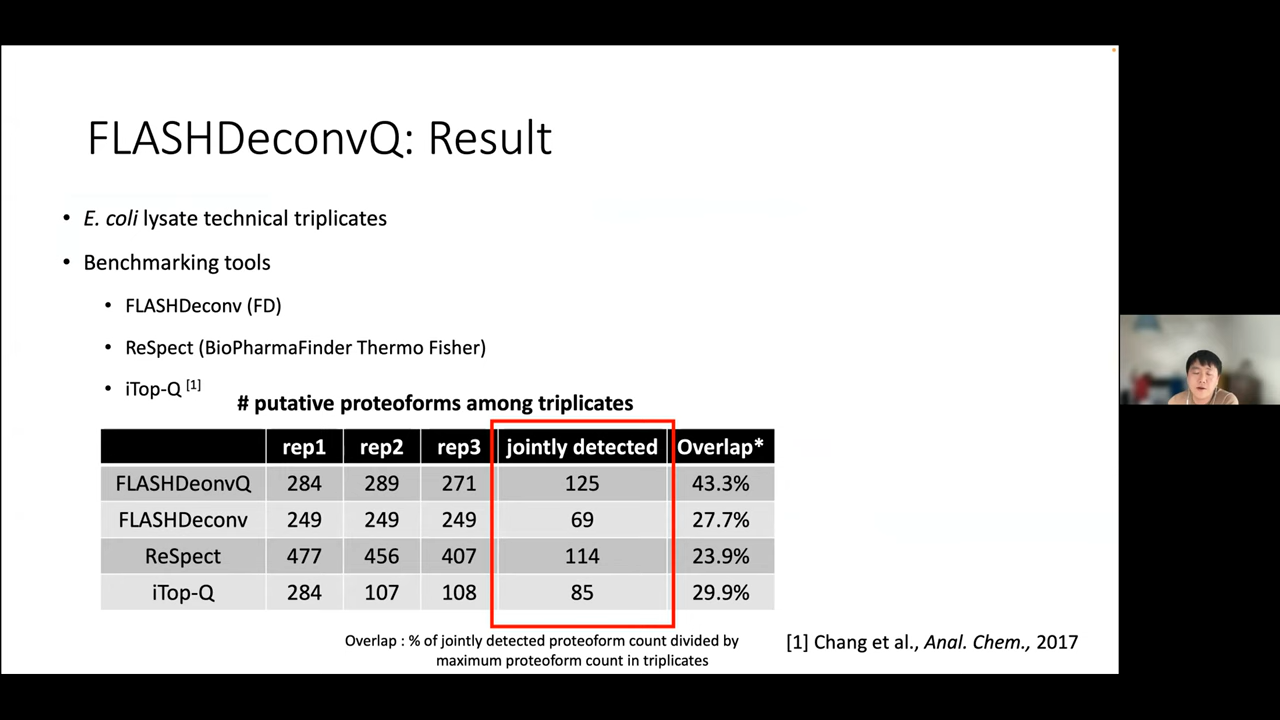 FLASHDeconvQ: Result
• E. coli lysate technical triplicates
• Benchmarking tools
• FLASHDeconv (FD)
• ReSpect (BioPharmaFinder Thermo Fisher)
• iTop-Q [1]
# putative proteoforms among triplicates
rep1 rep2 rep3 jointly detected Overlap*
FLASHDeonvQ 284 289 271 125 43.3%
FLASHDeconv 249 249 249 69 27.7%
ReSpect 477 456 407 114 23.9%
iTop-Q 284 107 108 85 29.9%
Overlap : % of jointly detected proteoform count divided by
maximum proteoform count in triplicates
[1] Chang et al., Anal. Chem., 2017